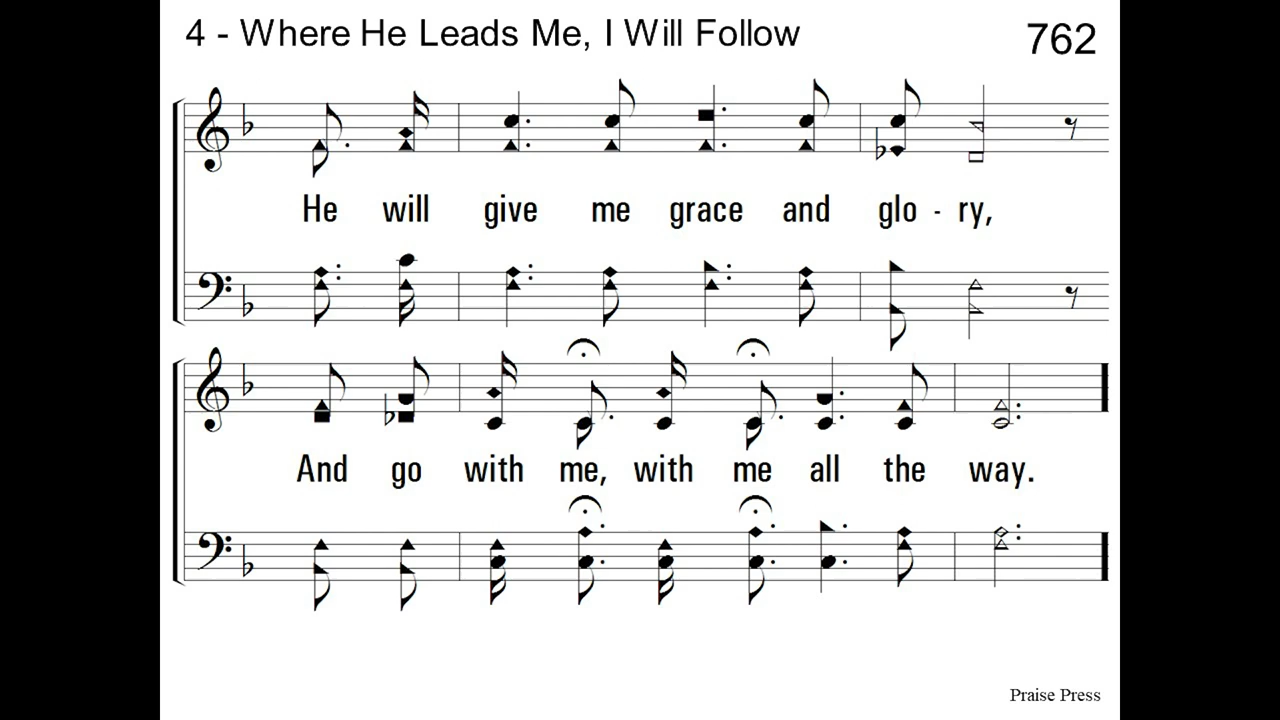 4 - Where He Leads Me, I Will Follow
762
He will give me grace and glo - ry,
And go with me, with me all the way.
Praise Press